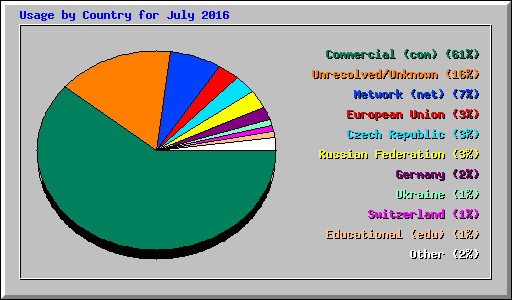 Usage by Country for July 2016
Commercial (com) (61%)
Unresolved/Unknown (16%)
Network (net) (7%)
European Union (3%)
Czech Republic (3%)
Russian Federation (3%)
Germany (2%)
Ukraine (1%)
Switzerland (1%)
Educational (edu) (1%)
Other (2%)